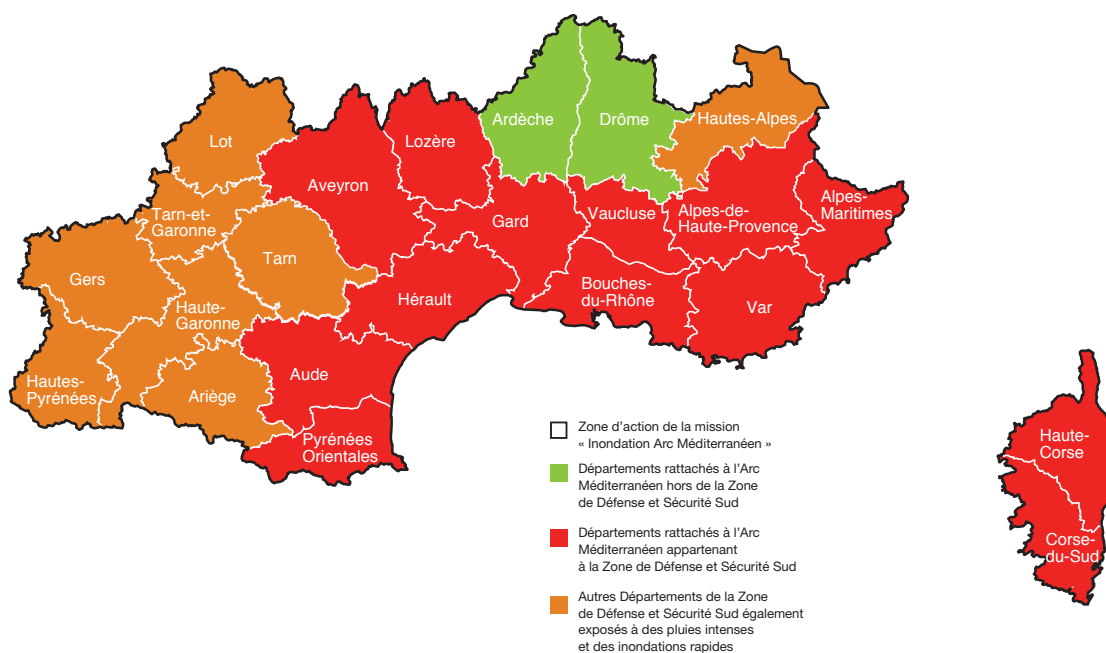 Ardèche
Drôme
Hautes-Alpes
Lot
Lozère
Aveyron
Alpes-
Maritimes
Tarn-et-
Garonne
Gard
Vaucluse
Alpes-de-
Haute-Provence
Gers
Tarn
Hérault
Bouches-
du-Rhône
Var
Haute-
Garonne
Hautes-
Pyrénées
Ariège
Aude
Pyrénées
Orientales
Haute-
Corse
Corse-
du-Sud
Zone d'action de la mission
« Inondation Arc Méditerranéen »
Départements rattachés à l'Arc
Méditerranéen hors de la Zone
de Défense et Sécurité Sud
Départements rattachés à l'Arc
Méditerranéen appartenant
à la Zone de Défense et Sécurité Sud
Autres Départements de la Zone
de Défense et Sécurité Sud également
exposés à des pluies intenses
et des inondations rapides